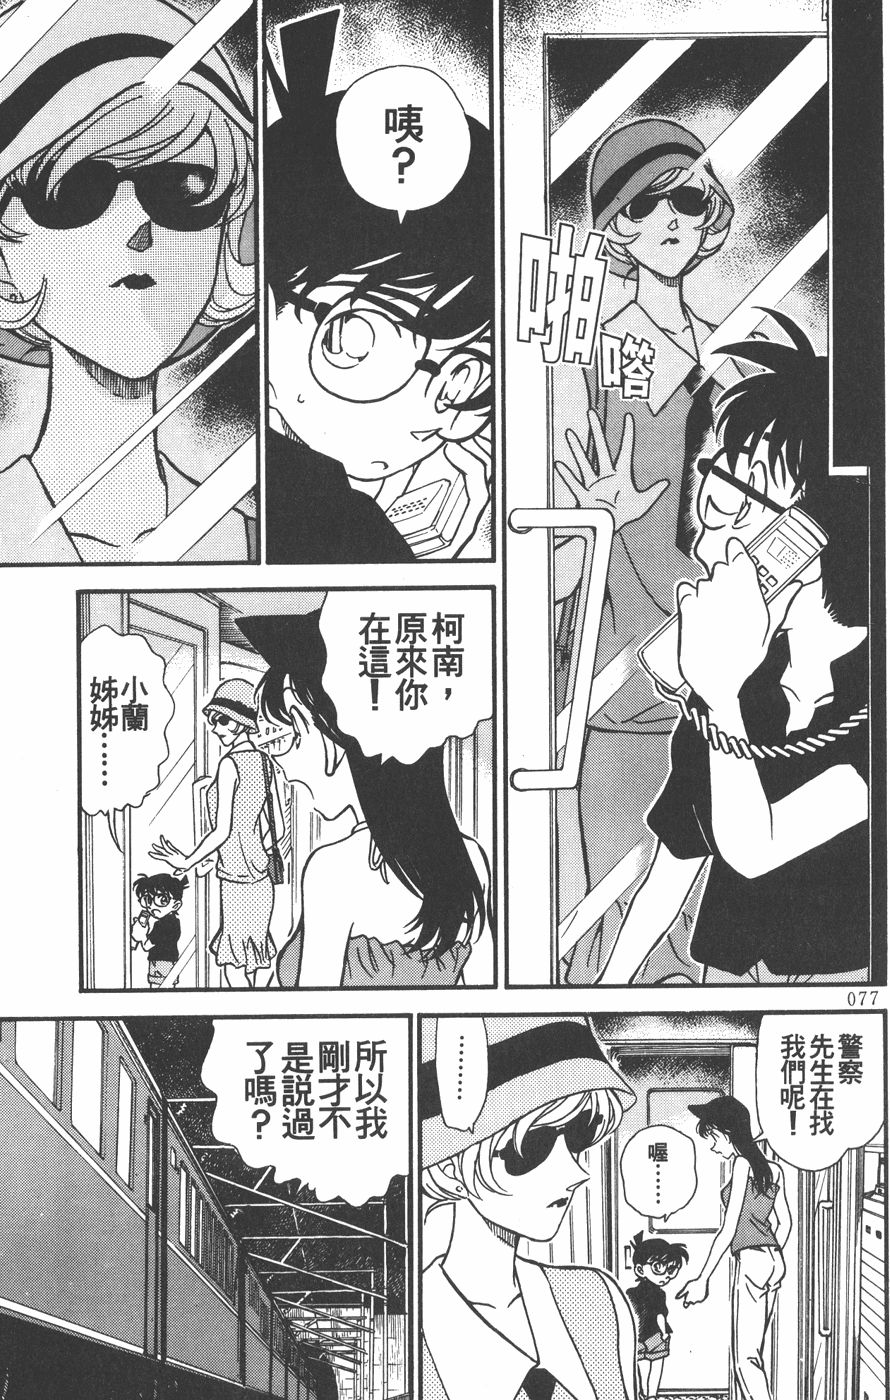 啪
嗒
咦？
柯南，
原來你
在這！
小蘭
姊姊……
077
警察
先生在找
我們呢！
喔……
……
所以我
剛才不
是説過
了嗎？